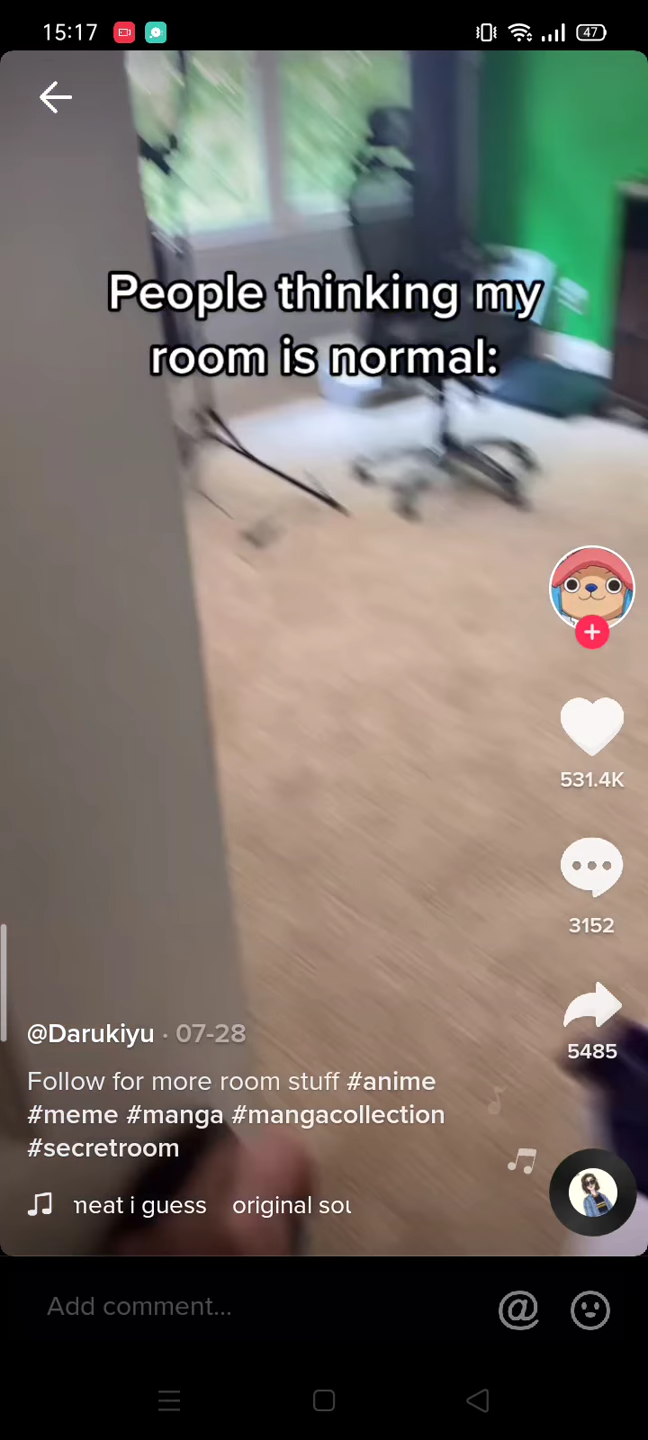 15:17
47
People thinking my
room is normal:
531.4K
3152
5485
@Darukiyu · 07-28
Follow for more room stuff #anime
#meme #manga #mangacollection
#secretroom
neat i guess original sou
Add comment...
@